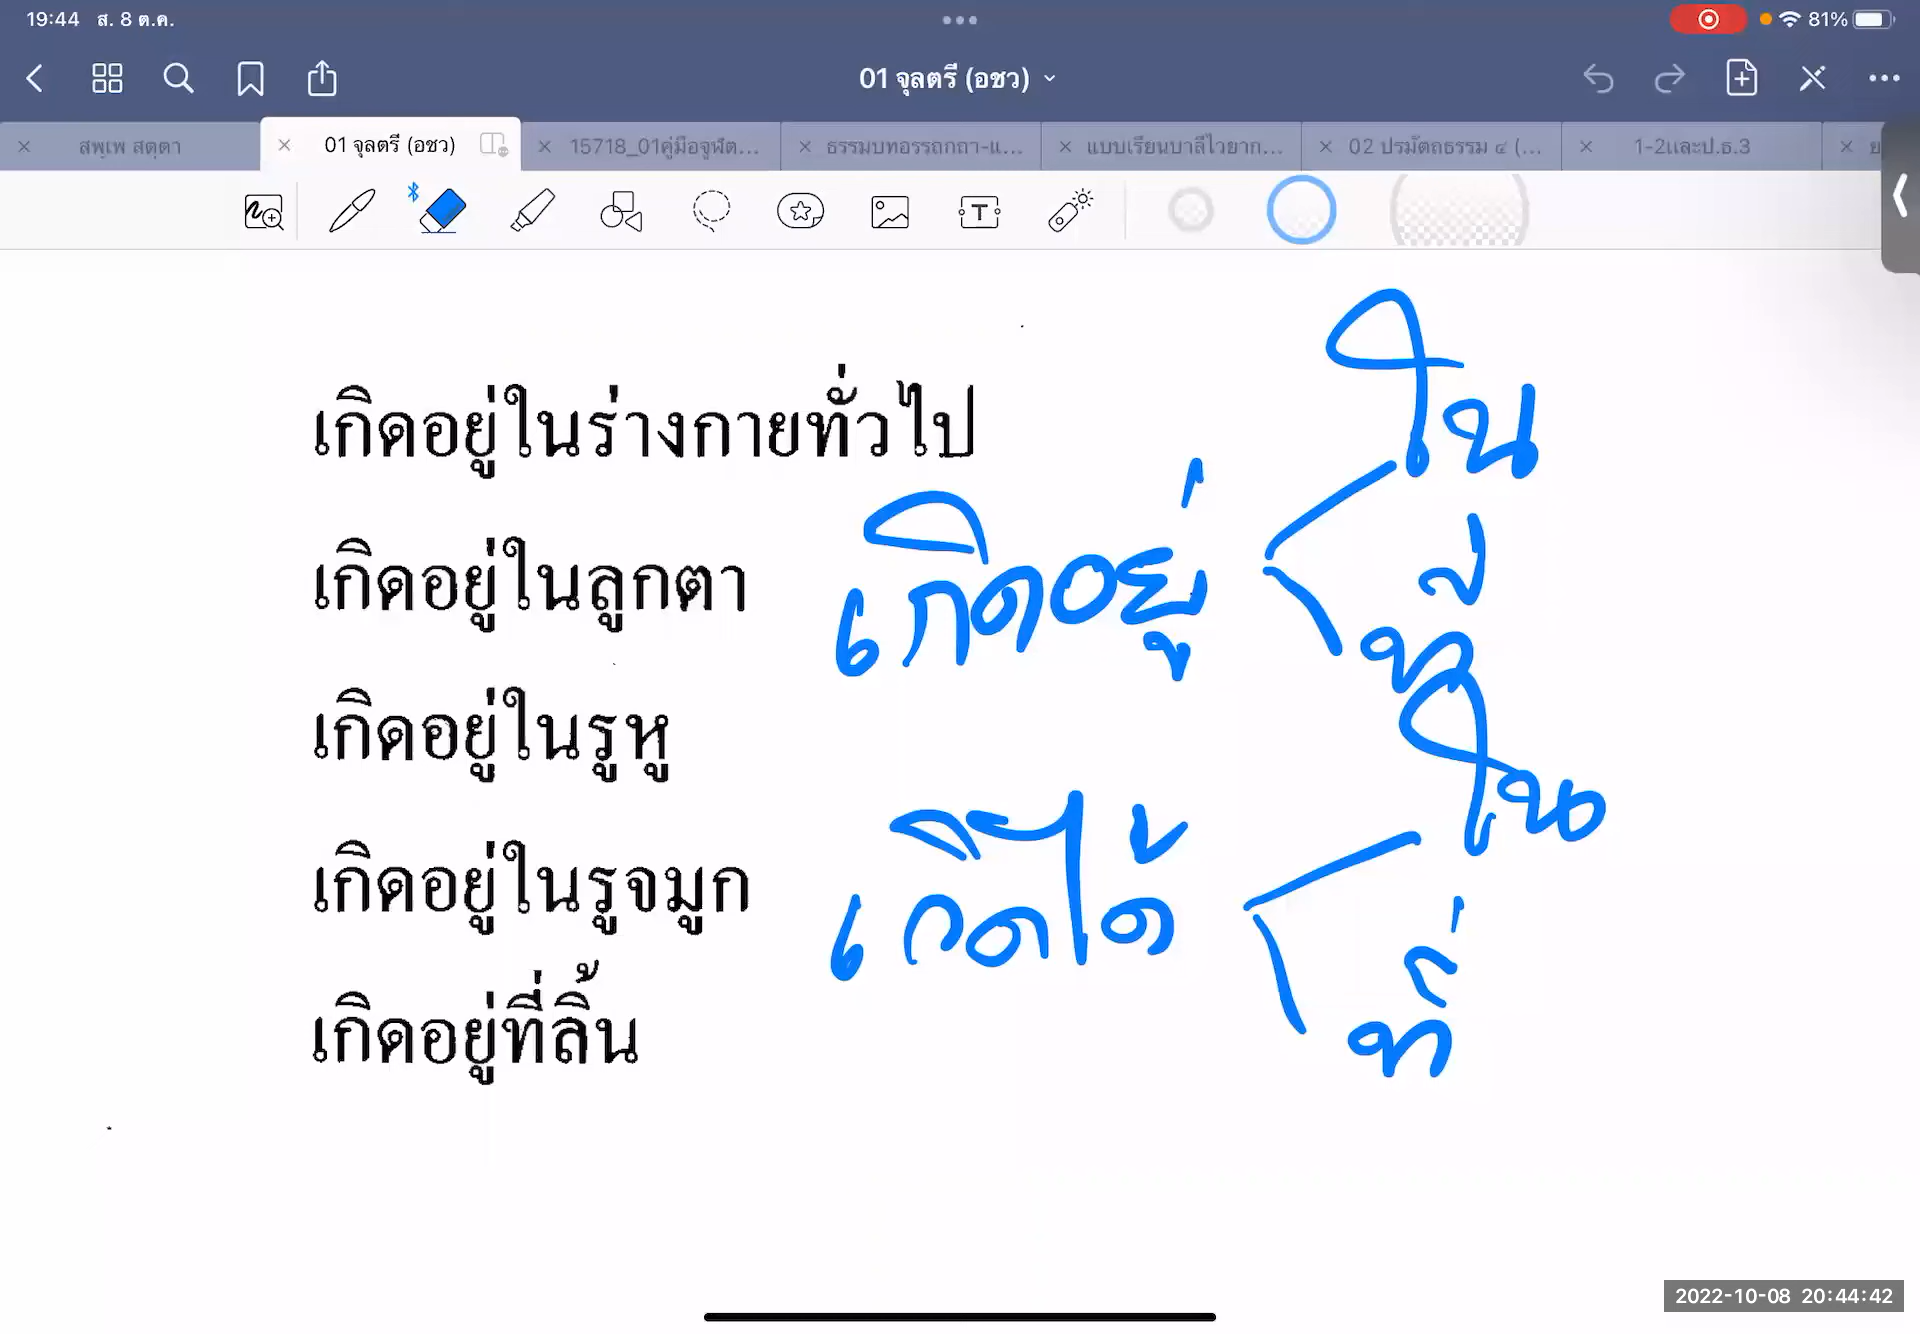 19:44 ส. 8 ต.ค.
81%
01 จุลตรี (อชว)
สพฺเพ สตฺตา
01 จุลตรี (อชว)
15718_01คู่มือจูฬต...
ธรรมบทอรรถกถา-แ...
แบบเรียนบาลีไวยาก...
02 ปรมัตถธรรม ๔ (...
1-2และป.ธ.3
ย
เกิดอยู่ในร่างกายทั่วไป
เกิดอยู่ในลูกตา
เกิดอยู่ในรูหู
เกิดอยู่ในรูจมูก
เกิดอยู่ที่ลิ้น
ใน
เกิดอยู่
ที่
ใน
เกิดได้
ที่
2022-10-08 20:44:42